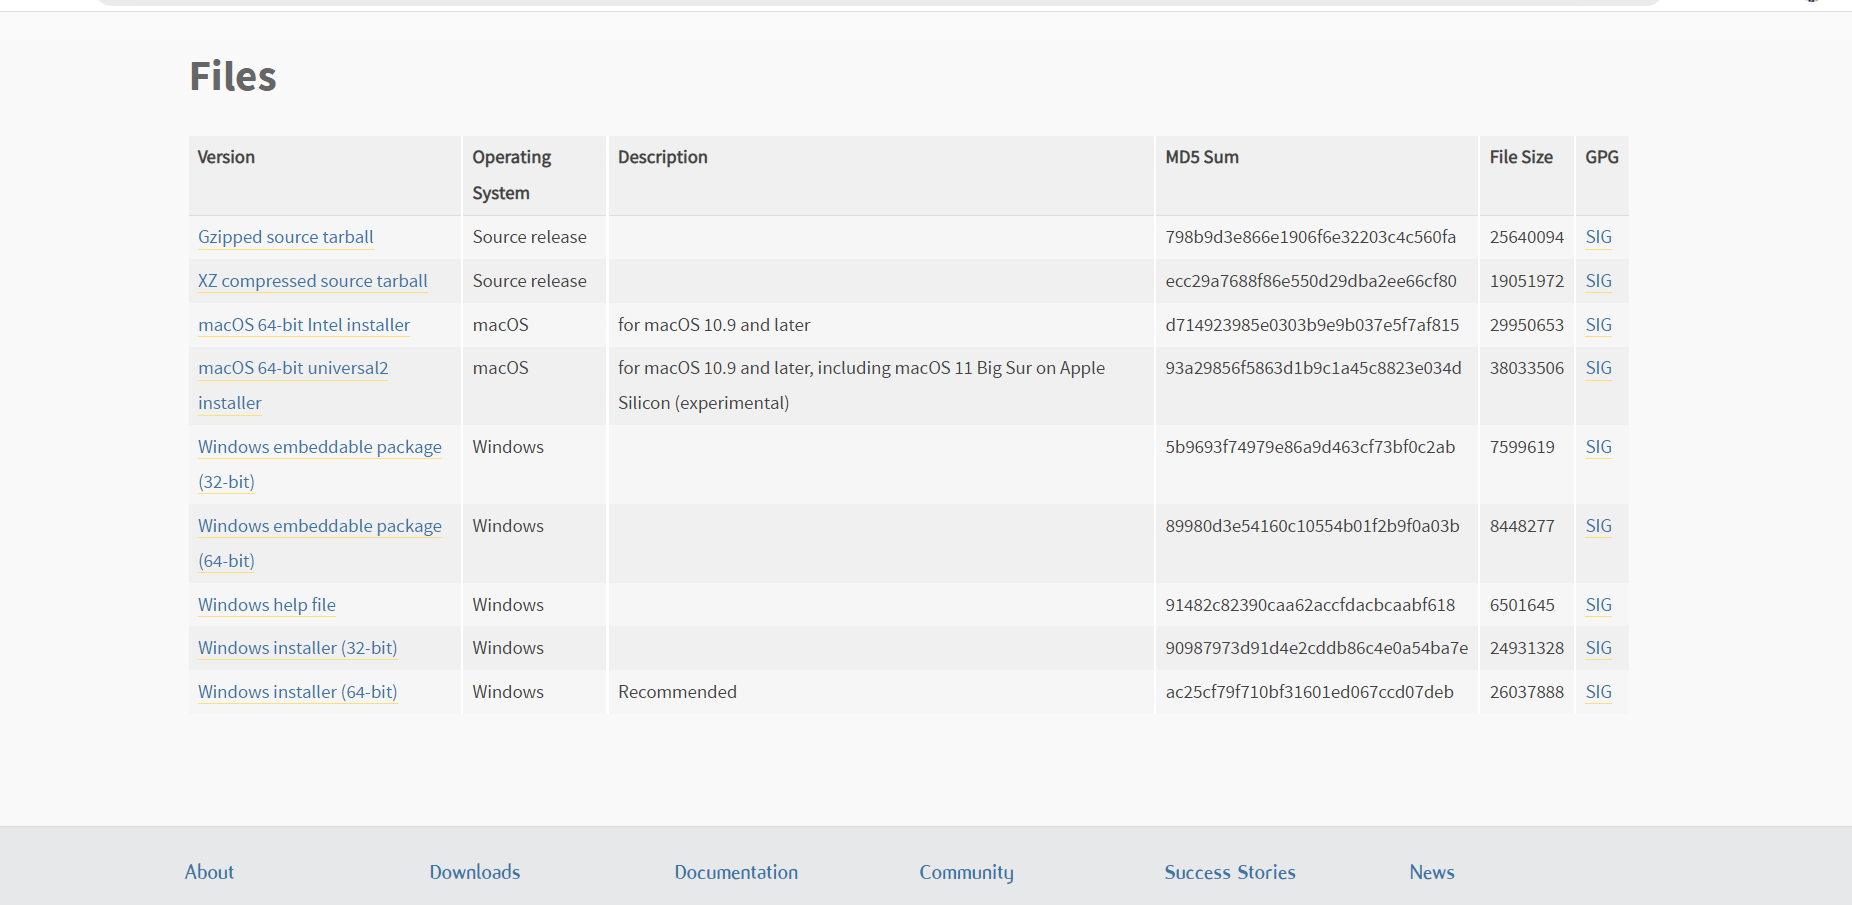 Files
Version Operating System Description MD5 Sum File Size GPG
Gzipped source tarball Source release 798b9d3e866e1906f6e32203c4c560fa 25640094 SIG
XZ compressed source tarball Source release ecc29a7688f86e550d29dba2ee66cf80 19051972 SIG
macOS 64-bit Intel installer macOS for macOS 10.9 and later d714923985e0303b9e9b037e5f7af815 29950653 SIG
macOS 64-bit universal2 installer macOS for macOS 10.9 and later, including macOS 11 Big Sur on Apple Silicon (experimental) 93a29856f5863d1b9c1a45c8823e034d 38033506 SIG
Windows embeddable package (32-bit) Windows 5b9693f74979e86a9d463cf73bf0c2ab 7599619 SIG
Windows embeddable package (64-bit) Windows 89980d3e54160c10554b01f2b9f0a03b 8448277 SIG
Windows help file Windows 91482c82390caa62accfdacbcaabf618 6501645 SIG
Windows installer (32-bit) Windows 90987973d91d4e2cddb86c4e0a54ba7e 24931328 SIG
Windows installer (64-bit) Windows Recommended ac25cf79f710bf31601ed067ccd07deb 26037888 SIG
About Downloads Documentation Community Success Stories News